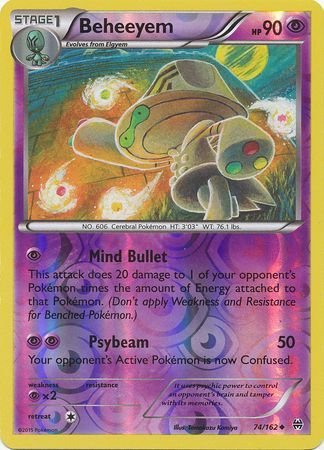 STAGE1
Beheeyem
HP 90
Evolves from Elgyem
NO. 606 Cerebral Pokémon HT: 3'03" WT: 76.1 lbs.
Mind Bullet
This attack does 20 damage to 1 of your opponent's
Pokémon times the amount of Energy attached to
that Pokémon. (Don't apply Weakness and Resistance
for Benched Pokémon.)
Psybeam 50
Your opponent's Active Pokémon is now Confused.
weakness resistance
×2
It uses psychic power to control
an opponent's brain and tamper
with its memories.
retreat
Illus. Tomokazu Komiya
74/162
©2015 Pokémon